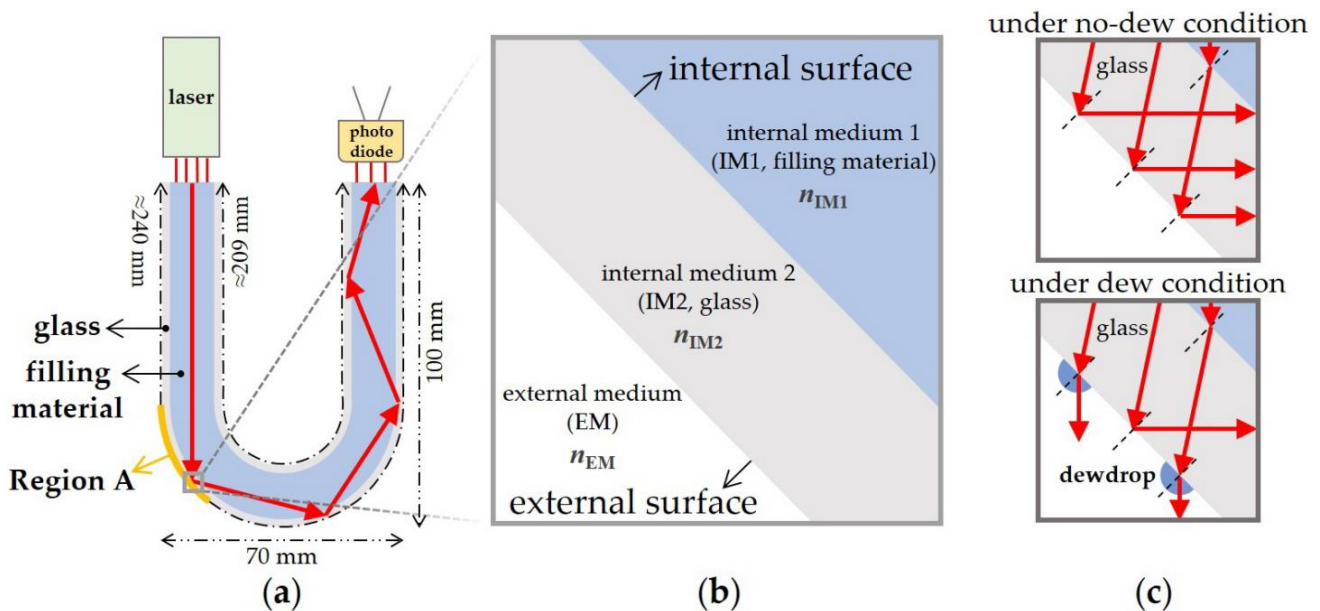 laser
photo
diode
≈240 mm
≈209 mm
glass
filling
material
Region A
100 mm
70 mm
(a)
internal surface
internal medium 1
(IM1, filling material)
nIM1
internal medium 2
(IM2, glass)
nIM2
external medium
(EM)
nEM
external surface
(b)
under no-dew condition
glass
under dew condition
glass
dewdrop
(c)